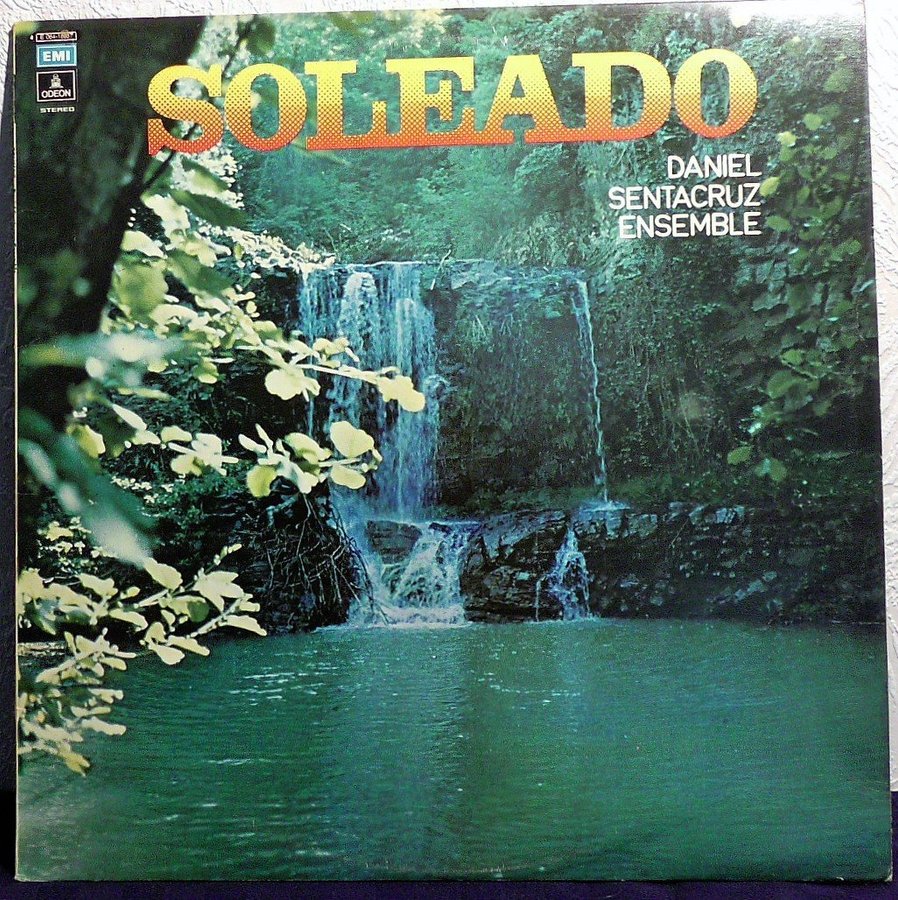 EMI
ODEON
STEREO
SOLEADO
DANIEL
SENTACRUZ
ENSEMBLE